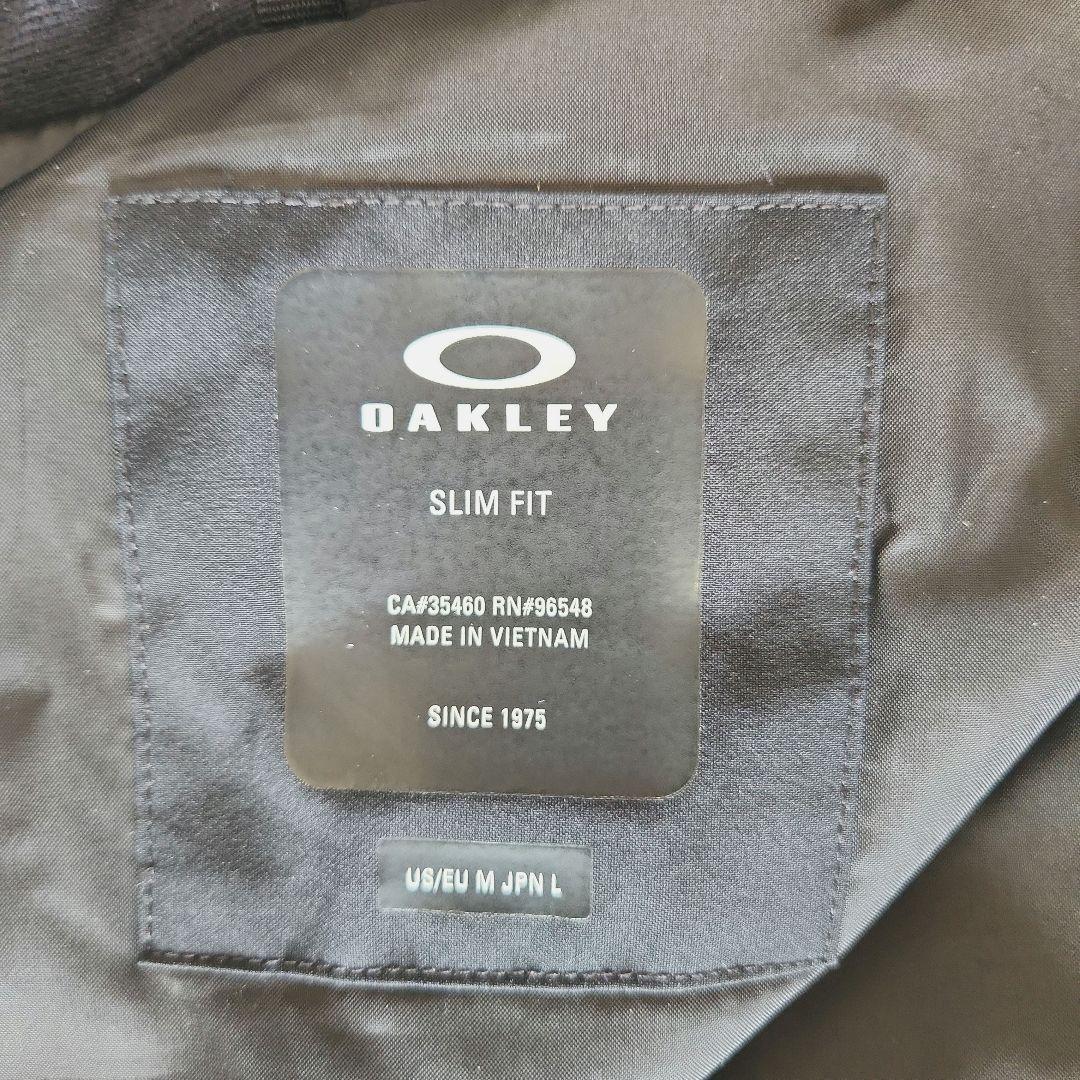 OAKLEY
SLIM FIT
CA#35460 RN#96548
MADE IN VIETNAM
SINCE 1975
US/EU M JPN L